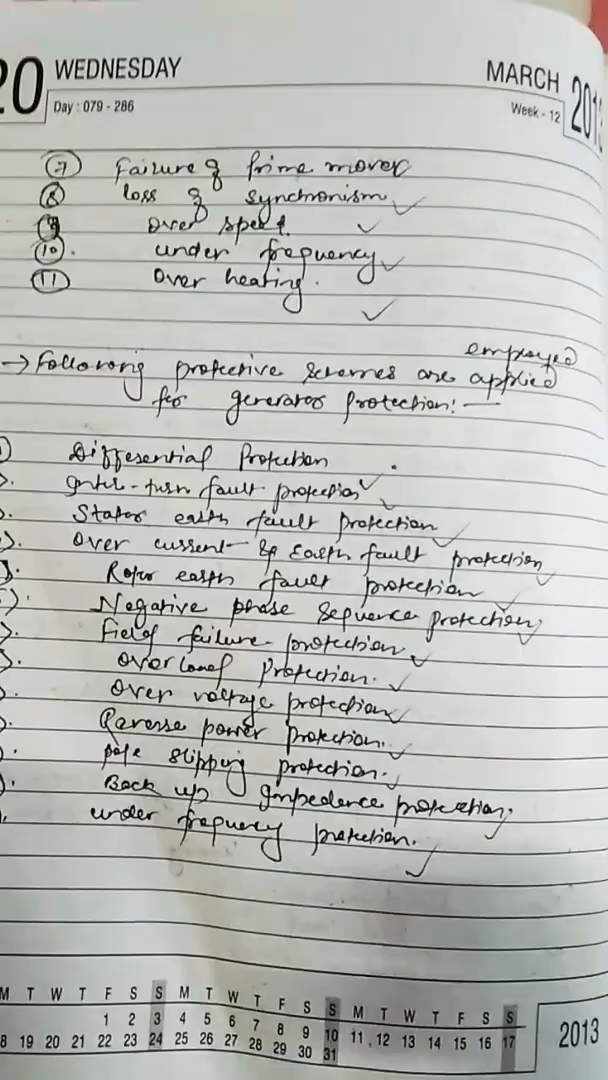 20 WEDNESDAY MARCH 2013
Day : 079 - 286 Week - 12
7 Failure of prime mover
8 loss of synchronism
9 over speed
10. under frequency
11 Over heating.
employed
→ Following protective schemes are applied
for generator protection:—
Differential Protection
Inter-turn fault protection
Stator earth fault protection
Over current & Earth fault protection
Rotor earth fault protection
Negative phase sequence protection
Field failure protection
Overload Protection.
Over voltage protection
Reverse power protection.
pole slipping protection.
Back up Impedence protection.
under frequency protection.
M T W T F S S M T W T F S S M T W T F S S
1 2 3 4 5 6 7 8 9 10 11 12 13 14 15 16 17
18 19 20 21 22 23 24 25 26 27 28 29 30 31
2013